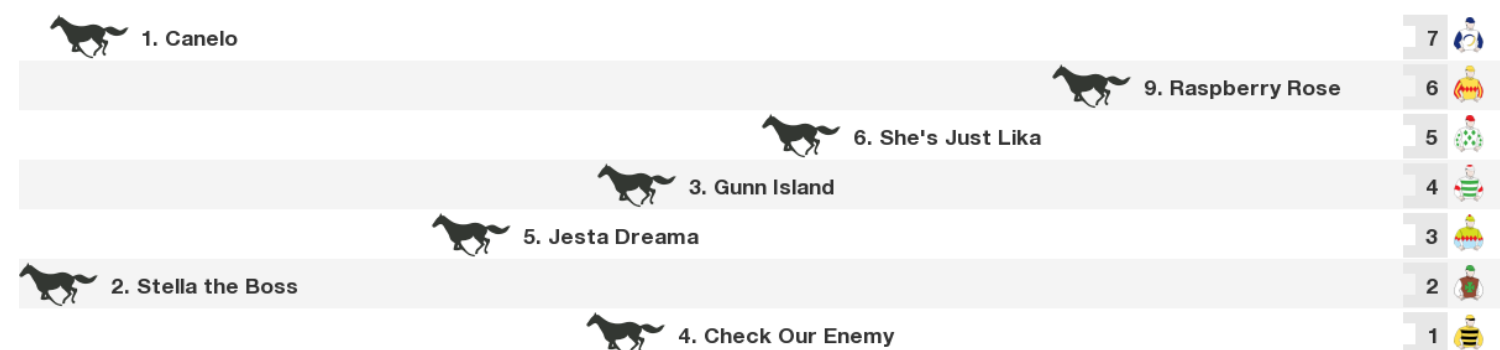 1. Canelo 7
9. Raspberry Rose 6
6. She's Just Lika 5
3. Gunn Island 4
5. Jesta Dreama 3
2. Stella the Boss 2
4. Check Our Enemy 1